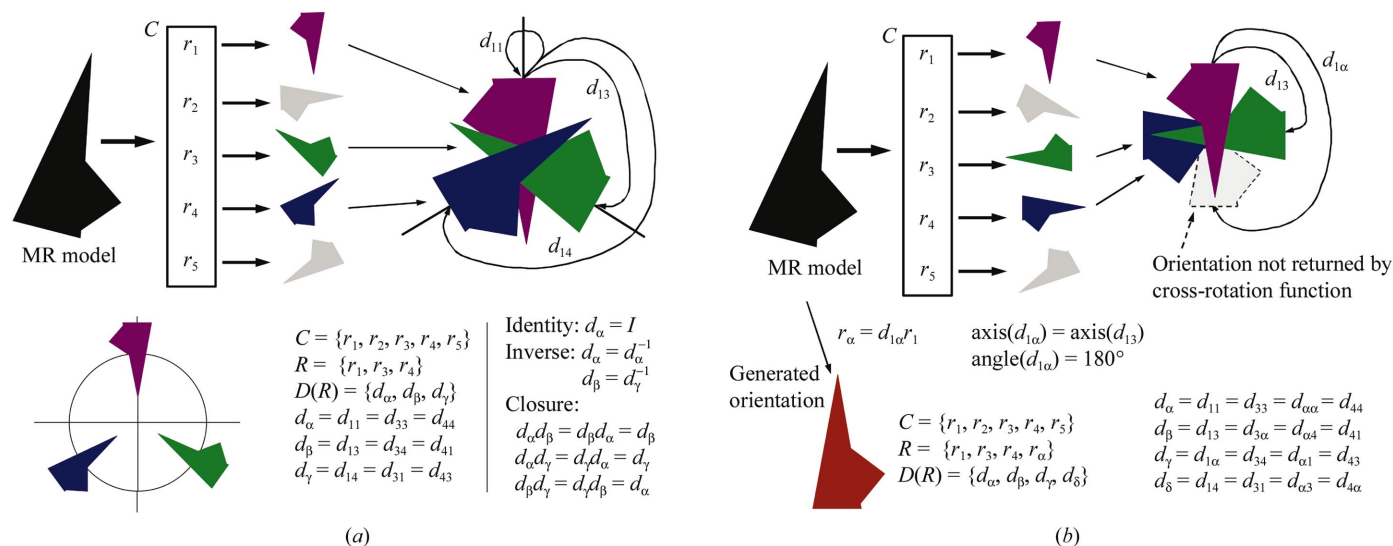 C
r₁
r₂
r₃
r₄
r₅
MR model
d₁₁
d₁₃
d₁₄
C = {r₁, r₂, r₃, r₄, r₅}
R = {r₁, r₃, r₄}
D(R) = {dα, dβ, dγ}
dα = d₁₁ = d₃₃ = d₄₄
dβ = d₁₃ = d₃₄ = d₄₁
dγ = d₁₄ = d₃₁ = d₄₃
Identity: dα = I
Inverse: dα = dα⁻¹
dβ = dγ⁻¹
Closure:
dαdβ = dβdα = dβ
dαdγ = dγdα = dγ
dβdγ = dγdβ = dα
(a)
C
r₁
r₂
r₃
r₄
r₅
MR model
d₁₃
d₁α
Orientation not returned by
cross-rotation function
rα = d₁αr₁
axis(d₁α) = axis(d₁₃)
angle(d₁α) = 180°
Generated
orientation
C = {r₁, r₂, r₃, r₄, r₅}
R = {r₁, r₃, r₄, rα}
D(R) = {dα, dβ, dγ, dδ}
dα = d₁₁ = d₃₃ = dαα = d₄₄
dβ = d₁₃ = d₃α = dα₄ = d₄₁
dγ = d₁α = d₃₄ = dα₁ = d₄₃
dδ = d₁₄ = d₃₁ = dα₃ = d₄α
(b)